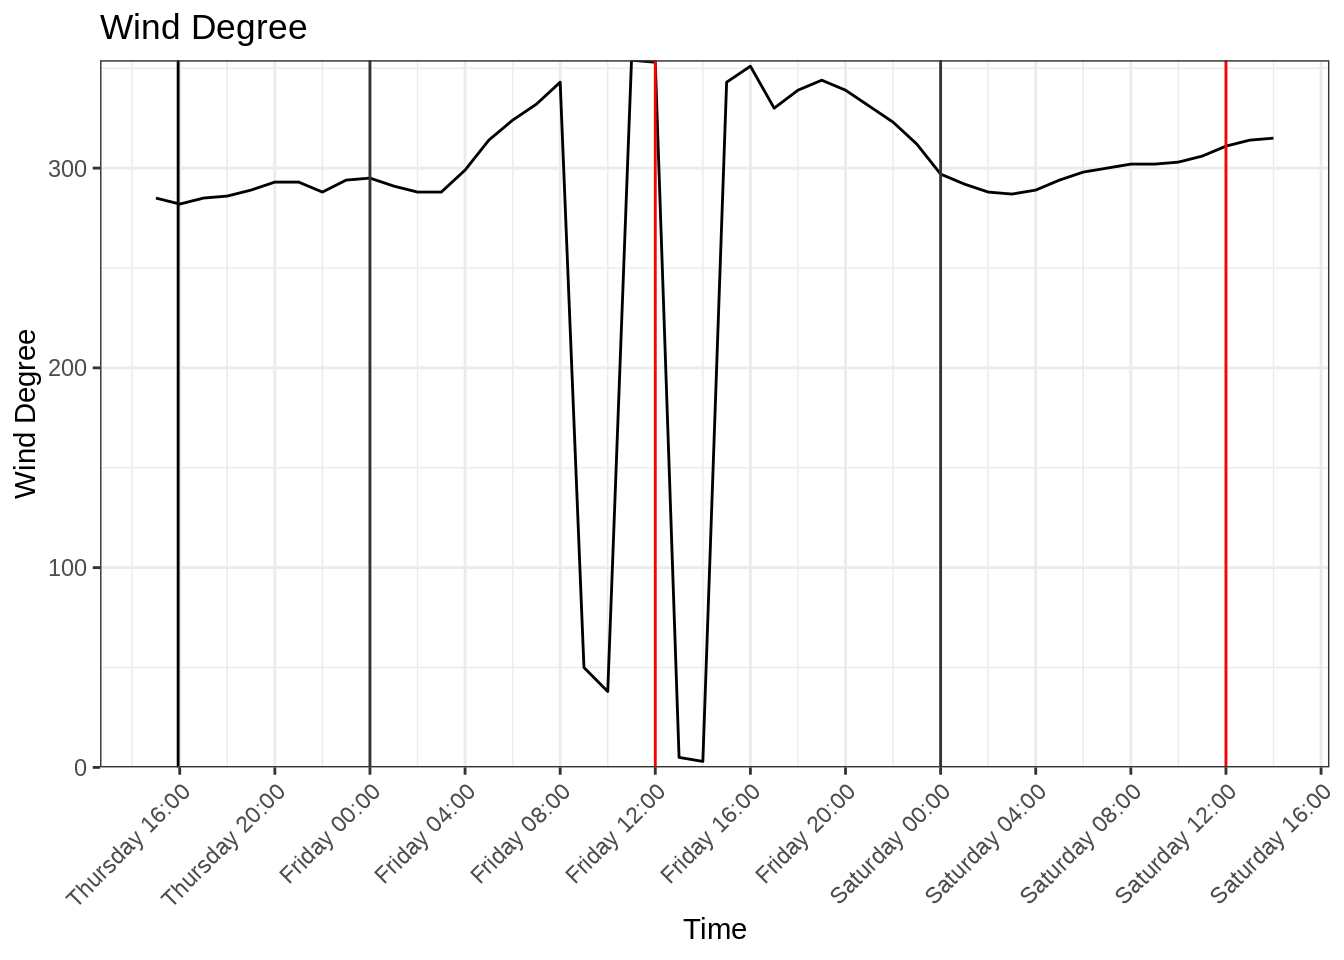 Wind Degree
Wind Degree
300
200
100
0
Thursday 16:00
Thursday 20:00
Friday 00:00
Friday 04:00
Friday 08:00
Friday 12:00
Friday 16:00
Friday 20:00
Saturday 00:00
Saturday 04:00
Saturday 08:00
Saturday 12:00
Saturday 16:00
Time